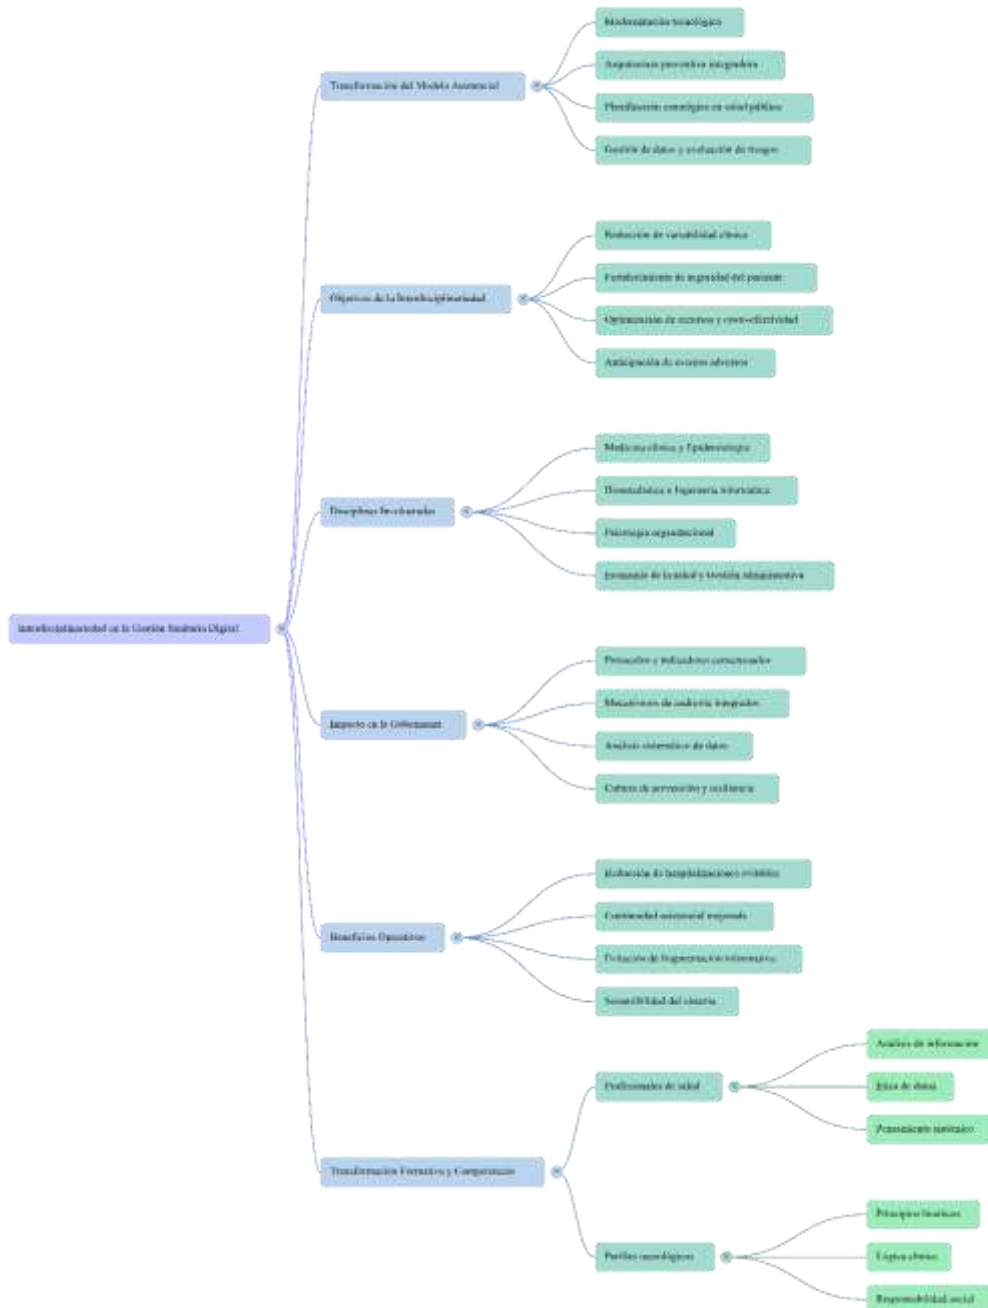 Modernización tecnológica
Arquitectura preventiva integradora
Transformación del Modelo Asistencial
Planificación estratégica en salud pública
Gestión de datos y evaluación de riesgos
Reducción de variabilidad clínica
Fortalecimiento de seguridad del paciente
Objetivos de la Interdisciplinariedad
Optimización de recursos y costo-efectividad
Anticipación de eventos adversos
Medicina clínica y Epidemiología
Bioestadística e Ingeniería informática
Disciplinas Involucradas
Psicología organizacional
Economía de la salud y Gestión administrativa
Interdisciplinariedad en la Gestión Sanitaria Digital
Protocolos e indicadores
Mecanismos de auditoría integrados
Impacto en la Gobernanza
Análisis sistemático de datos
Cultura de prevención y resiliencia
Reducción de hospitalizaciones evitables
Continuidad asistencial mejorada
Beneficios Operativos
Evitación de fragmentación informativa
Sostenibilidad del sistema
Análisis de información
Profesionales de salud
Ética de datos
Pensamiento sistémico
Transformación Formativa y Competencias
Principios bioéticos
Perfiles tecnológicos
Lógica clínica
Responsabilidad social